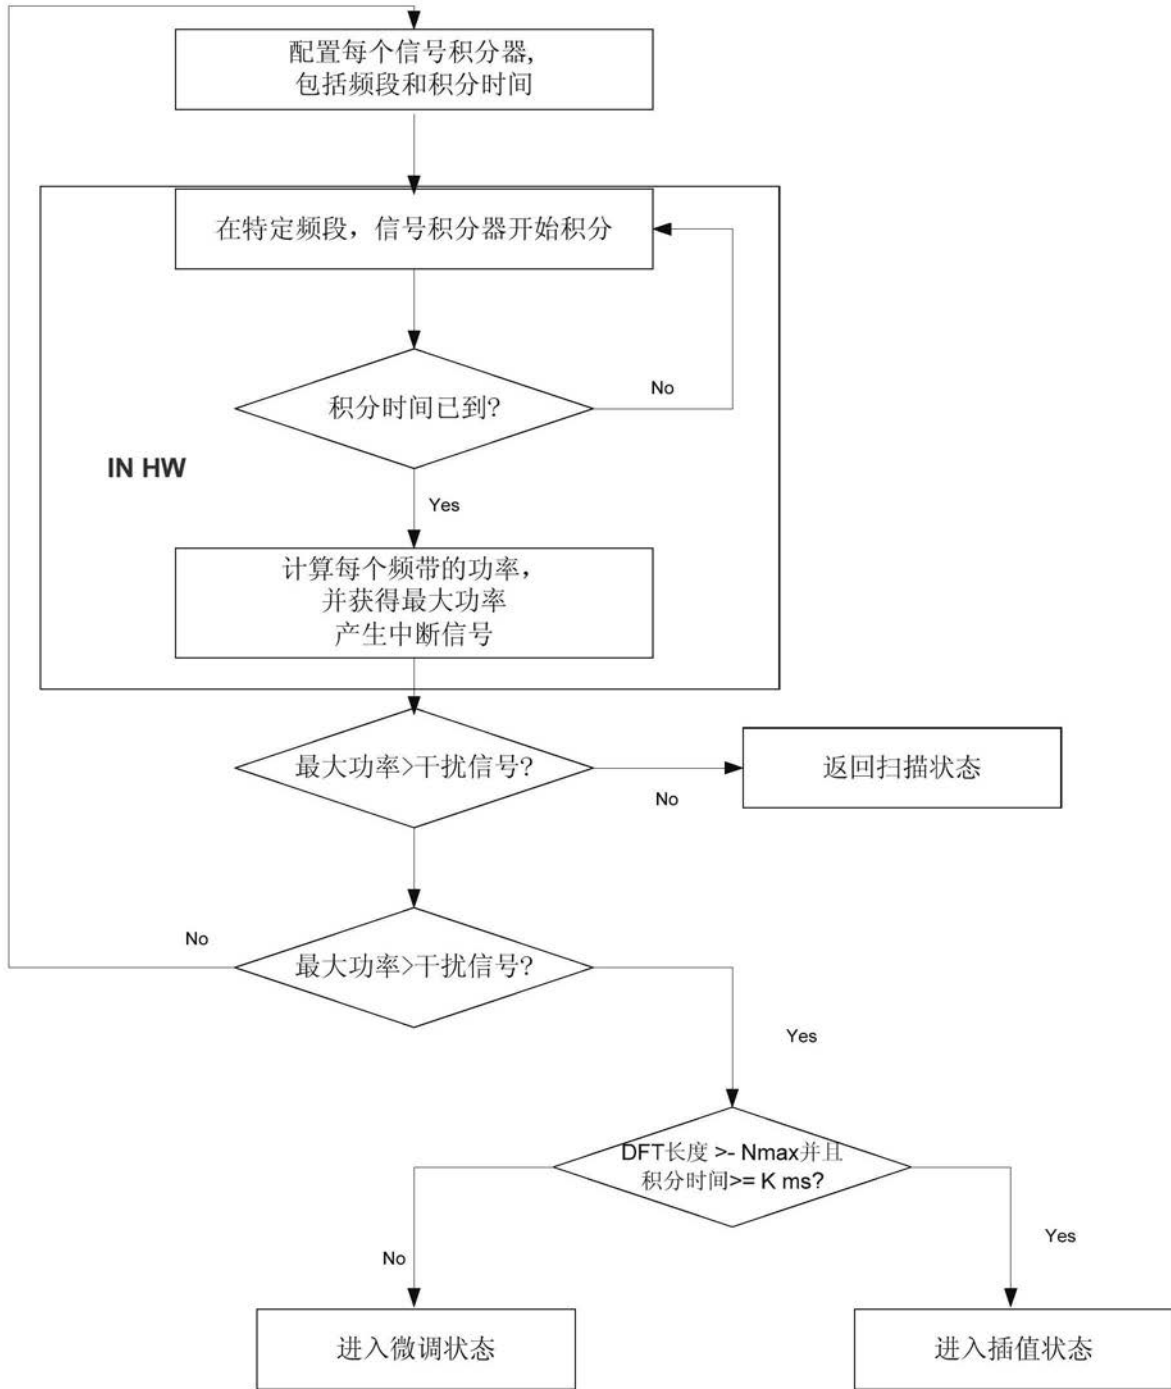 配置每个信号积分器,
包括频段和积分时间
在特定频段，信号积分器开始积分
No
积分时间已到?
IN HW
Yes
计算每个频带的功率，
并获得最大功率
产生中断信号
最大功率>干扰信号?
返回扫描状态
No
No
最大功率>干扰信号?
Yes
DFT长度 >- Nmax并且
积分时间>= K ms?
Yes
No
进入微调状态
进入插值状态